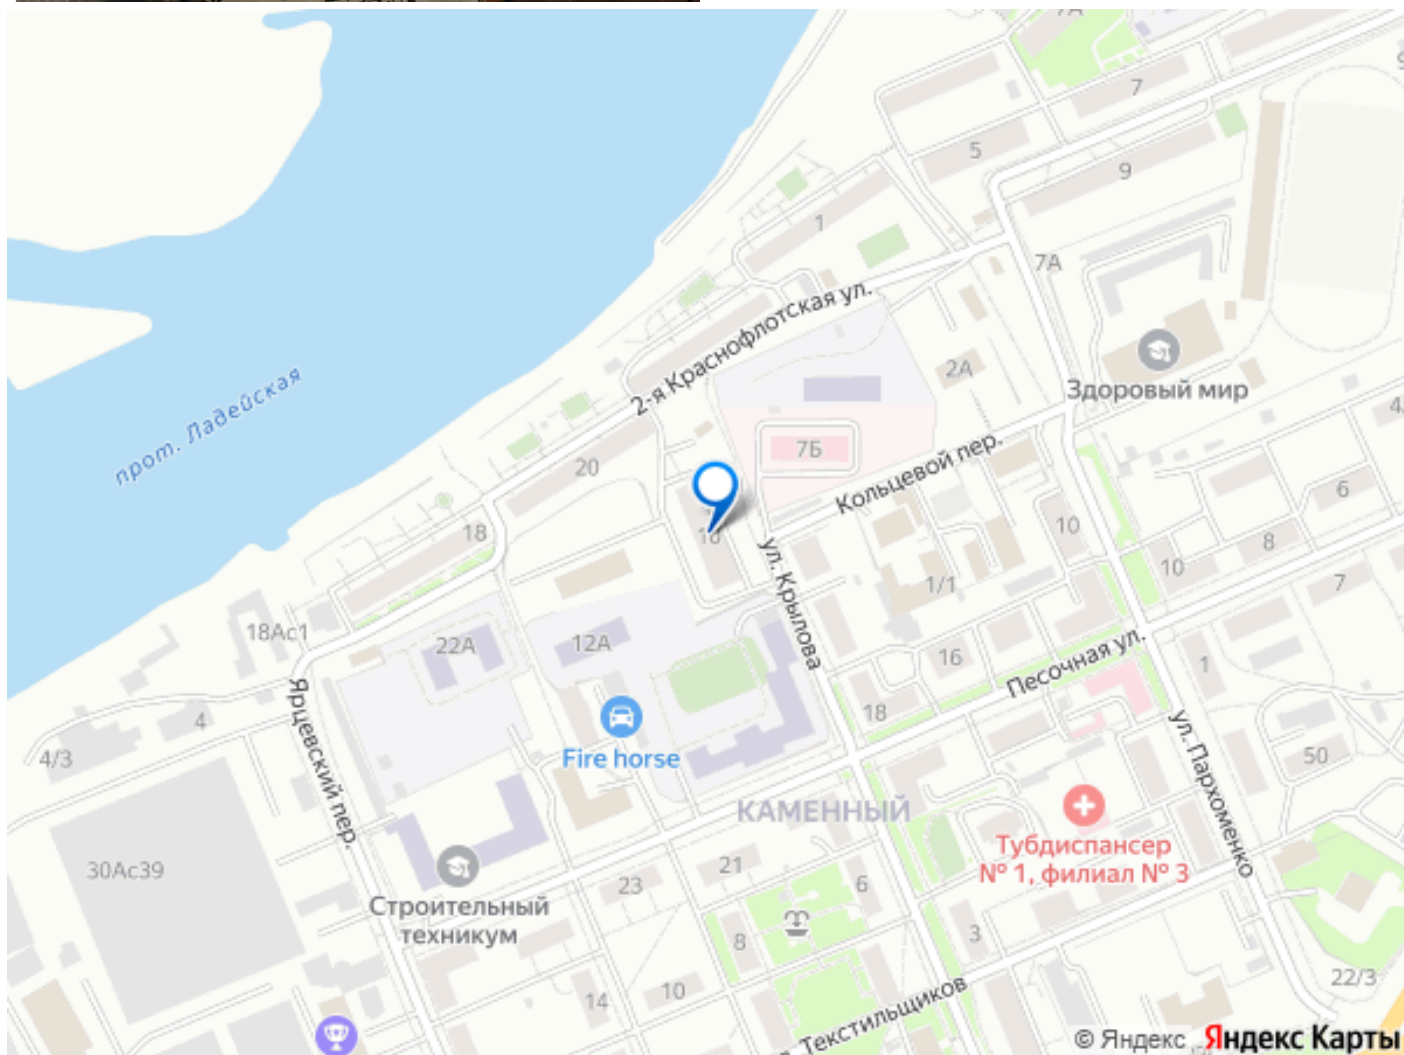 7
5
9
1
7А
2-я Краснофлотская ул.
2А
Здоровый мир
прот. Ладейская
7Б
Кольцевой пер.
20
6
18
10
8
ул. Крылова
1/1
10
7
18Ас1
22А
12А
16
Песочная ул.
1
Ярцевский пер.
4
18
ул. Пархоменко
4/3
Fire horse
50
КАМЕННЫЙ
Тубдиспансер
№ 1, филиал № 3
30Ас39
21
23
6
Строительный
техникум
8
3
14
10
22/3
Текстильщиков
© Яндекс Яндекс Карты